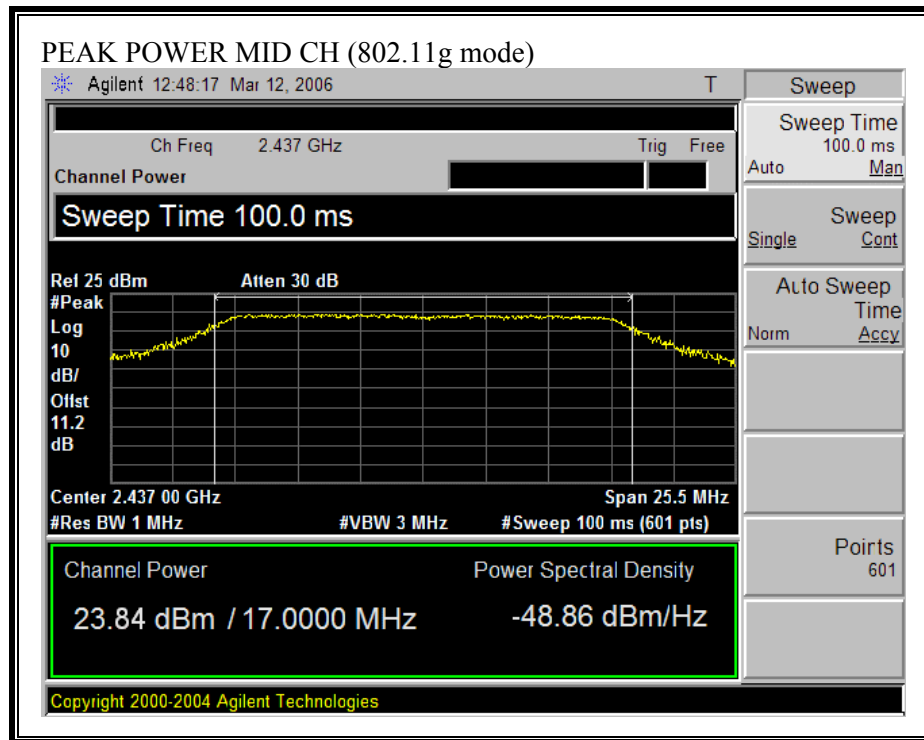 PEAK POWER MID CH (802.11g mode)
Agilent 12:48:17 Mar 12, 2006 T
Sweep
Ch Freq 2.437 GHz Trig Free
Channel Power
Sweep Time 100.0 ms
Sweep Time
100.0 ms
Auto Man
Sweep
Single Cont
Auto Sweep
Time
Norm Accy
Points
601
Ref 25 dBm Atten 30 dB
#Peak
Log
10
dB/
Offst
11.2
dB
Center 2.437 00 GHz Span 25.5 MHz
#Res BW 1 MHz #VBW 3 MHz #Sweep 100 ms (601 pts)
Channel Power Power Spectral Density
23.84 dBm / 17.0000 MHz -48.86 dBm/Hz
Copyright 2000-2004 Agilent Technologies